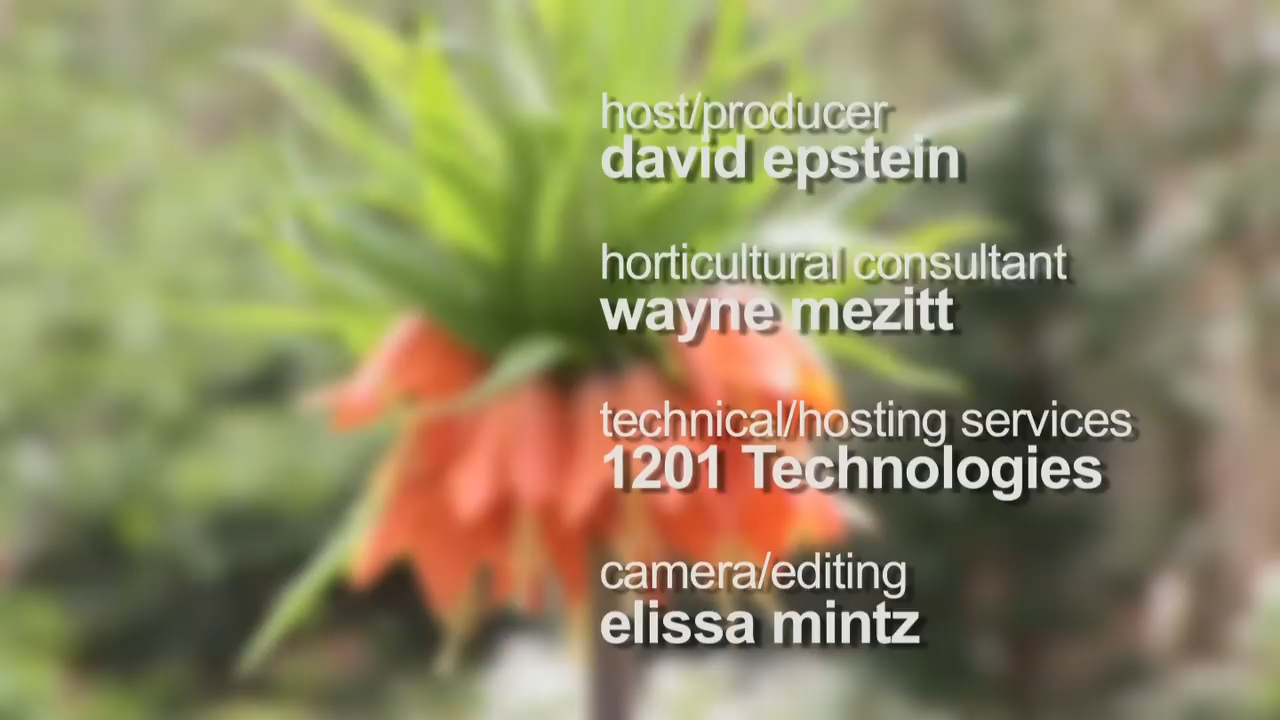 host/producer
david epstein
horticultural consultant
wayne mezitt
technical/hosting services
1201 Technologies
camera/editing
elissa mintz